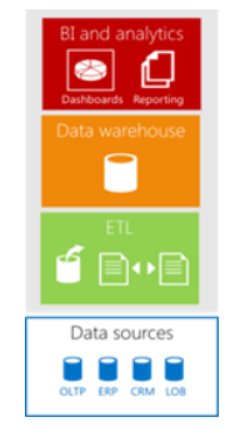 BI and analytics
Dashboards Reporting
Data warehouse
ETL
Data sources
OLTP ERP CRM LOB